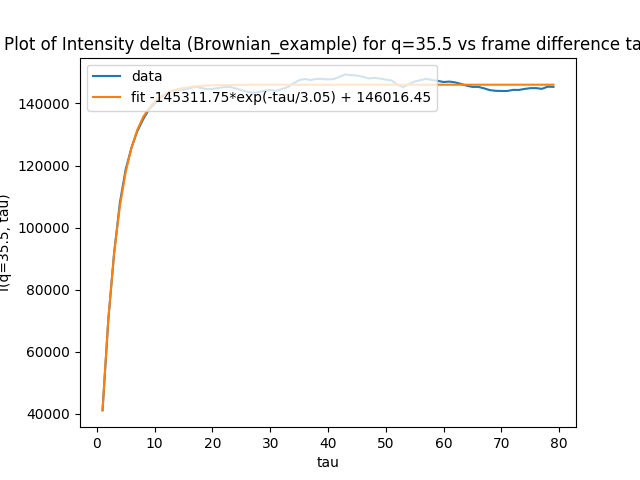 Plot of Intensity delta (Brownian_example) for q=35.5 vs frame difference ta
data
fit -145311.75*exp(-tau/3.05) + 146016.45
140000
120000
100000
80000
60000
40000
I(q=35.5, tau)
0 10 20 30 40 50 60 70 80
tau